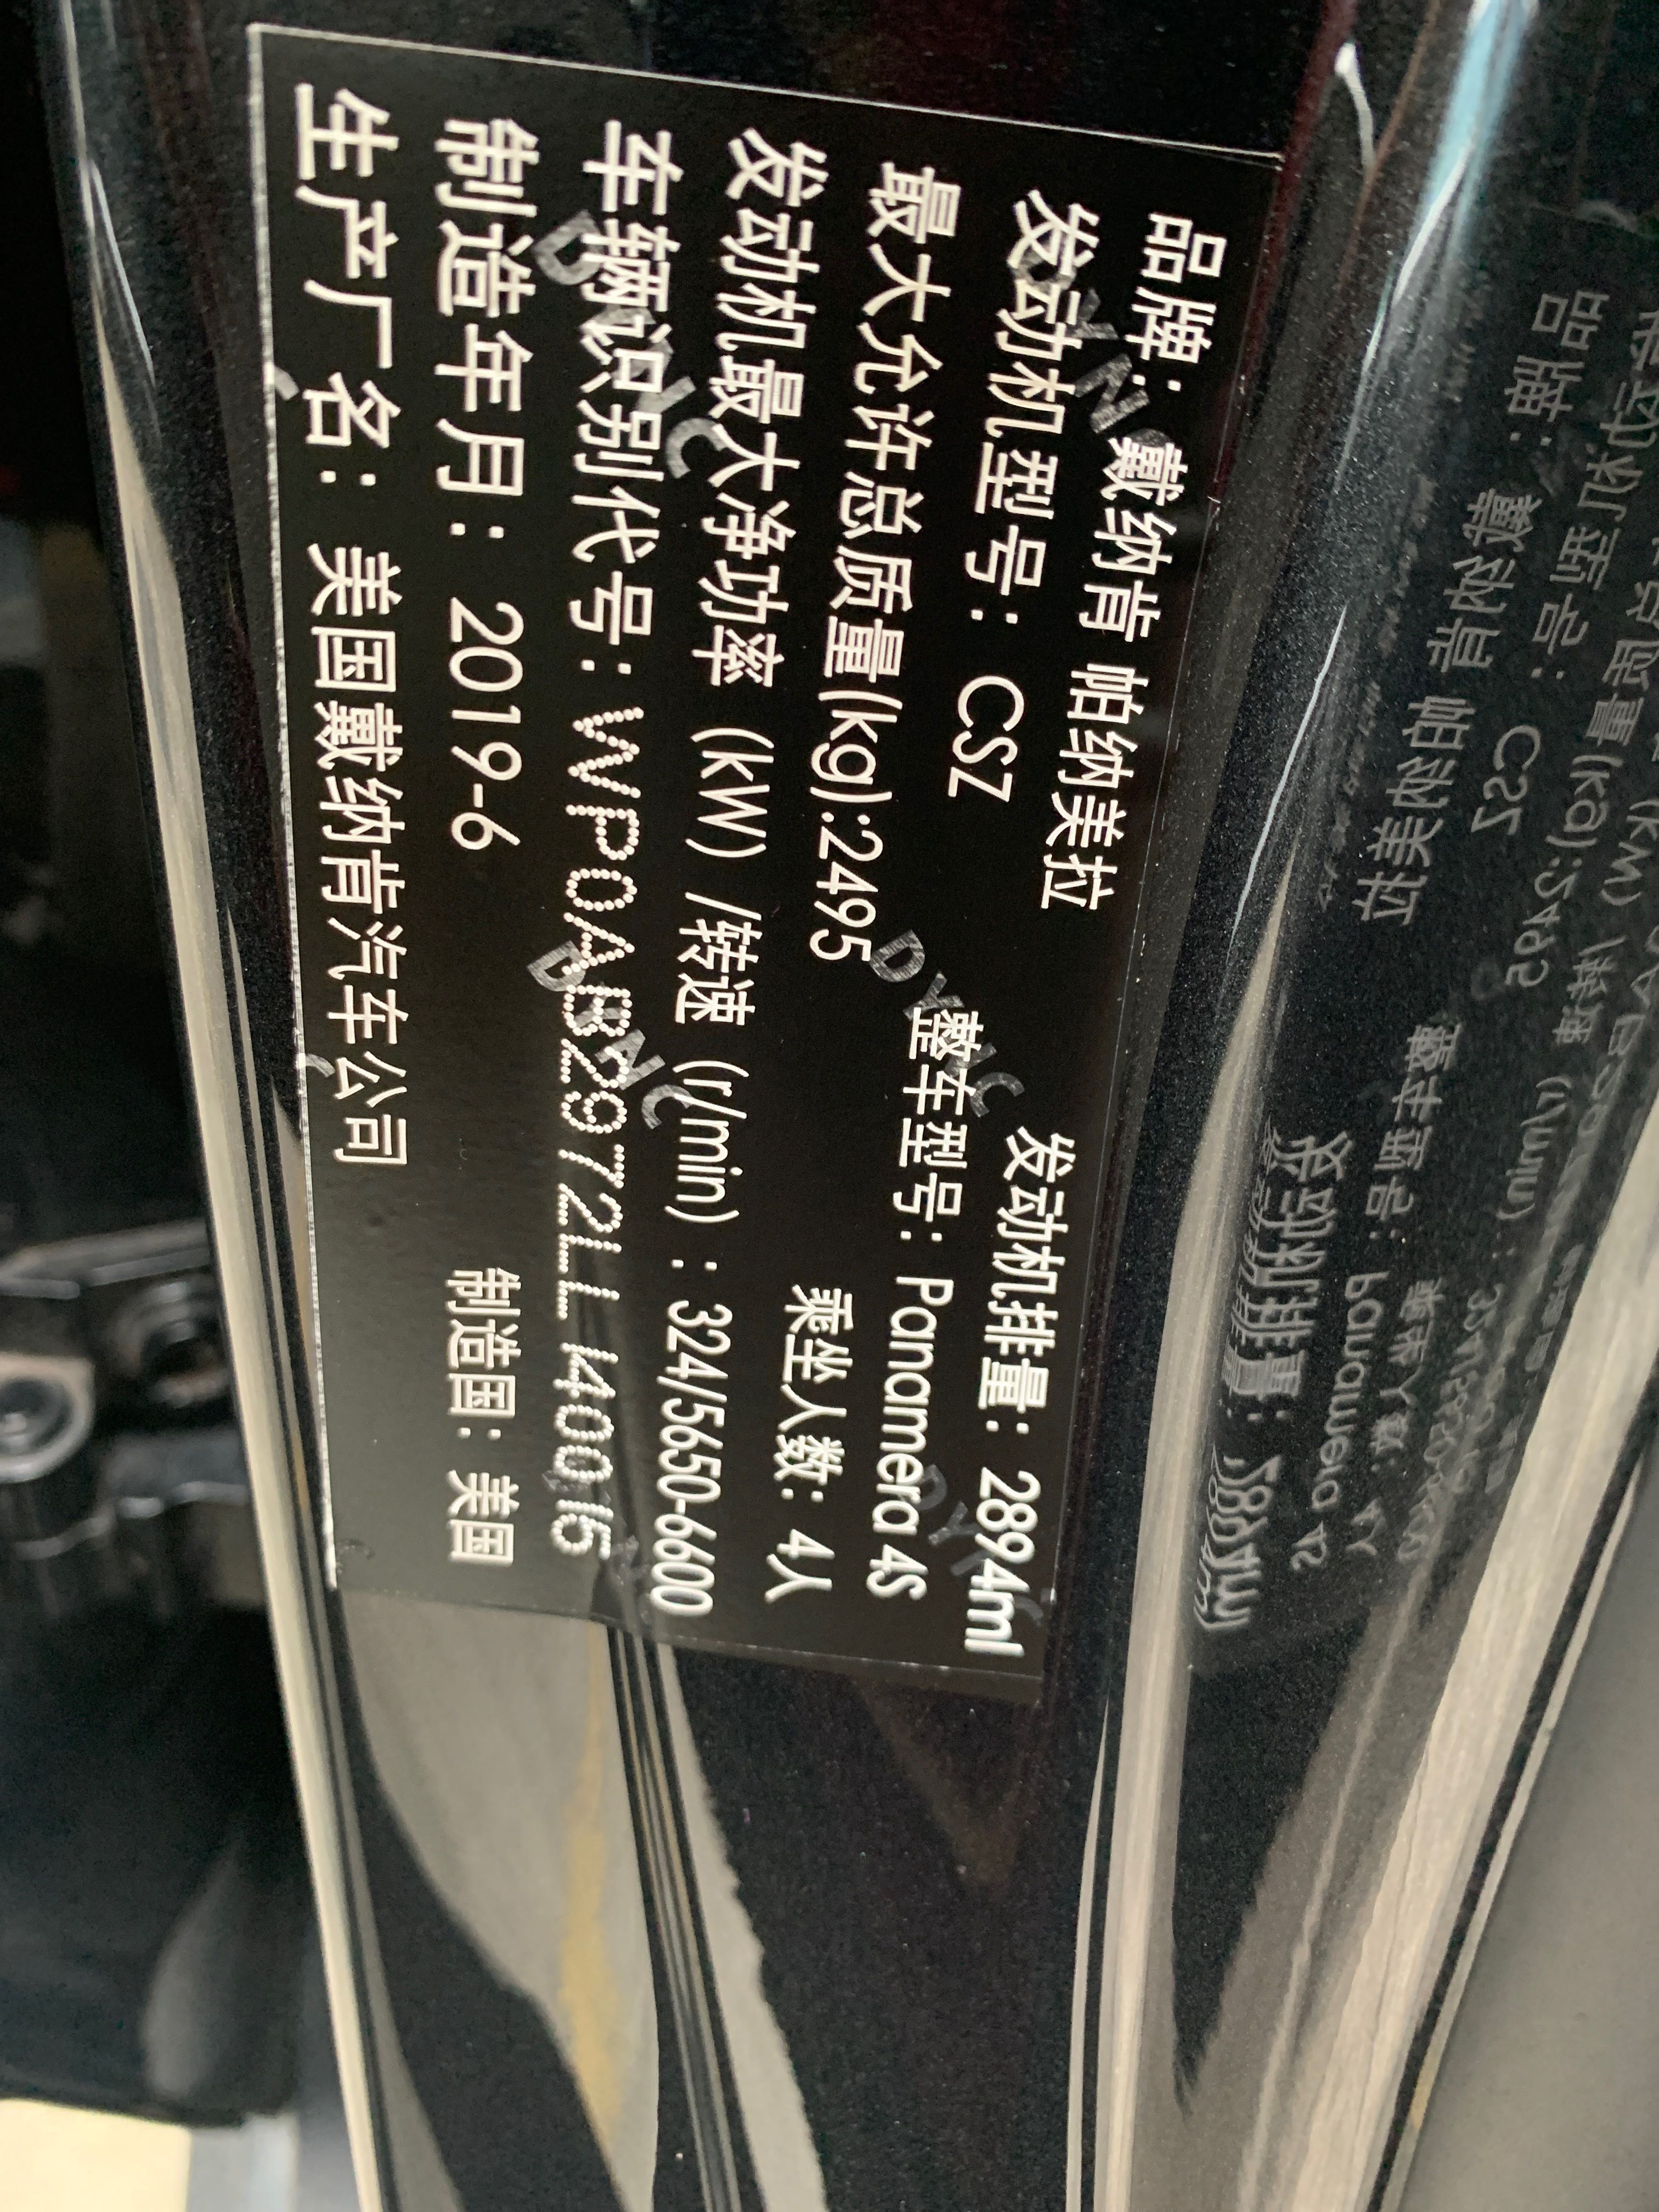 品牌：戴纳肯 帕纳美拉
发动机型号：CSZ 发动机排量：2894ml
最大允许总质量(kg):2495 整车型号：Panamera 4S
乘坐人数：4人
发动机最大净功率（kW）/转速（r/min）：324/5650-6600
车辆识别代号：WP0AB2972LL140015
制造年月：2019-6 制造国：美国
生产厂名：美国戴纳肯汽车公司